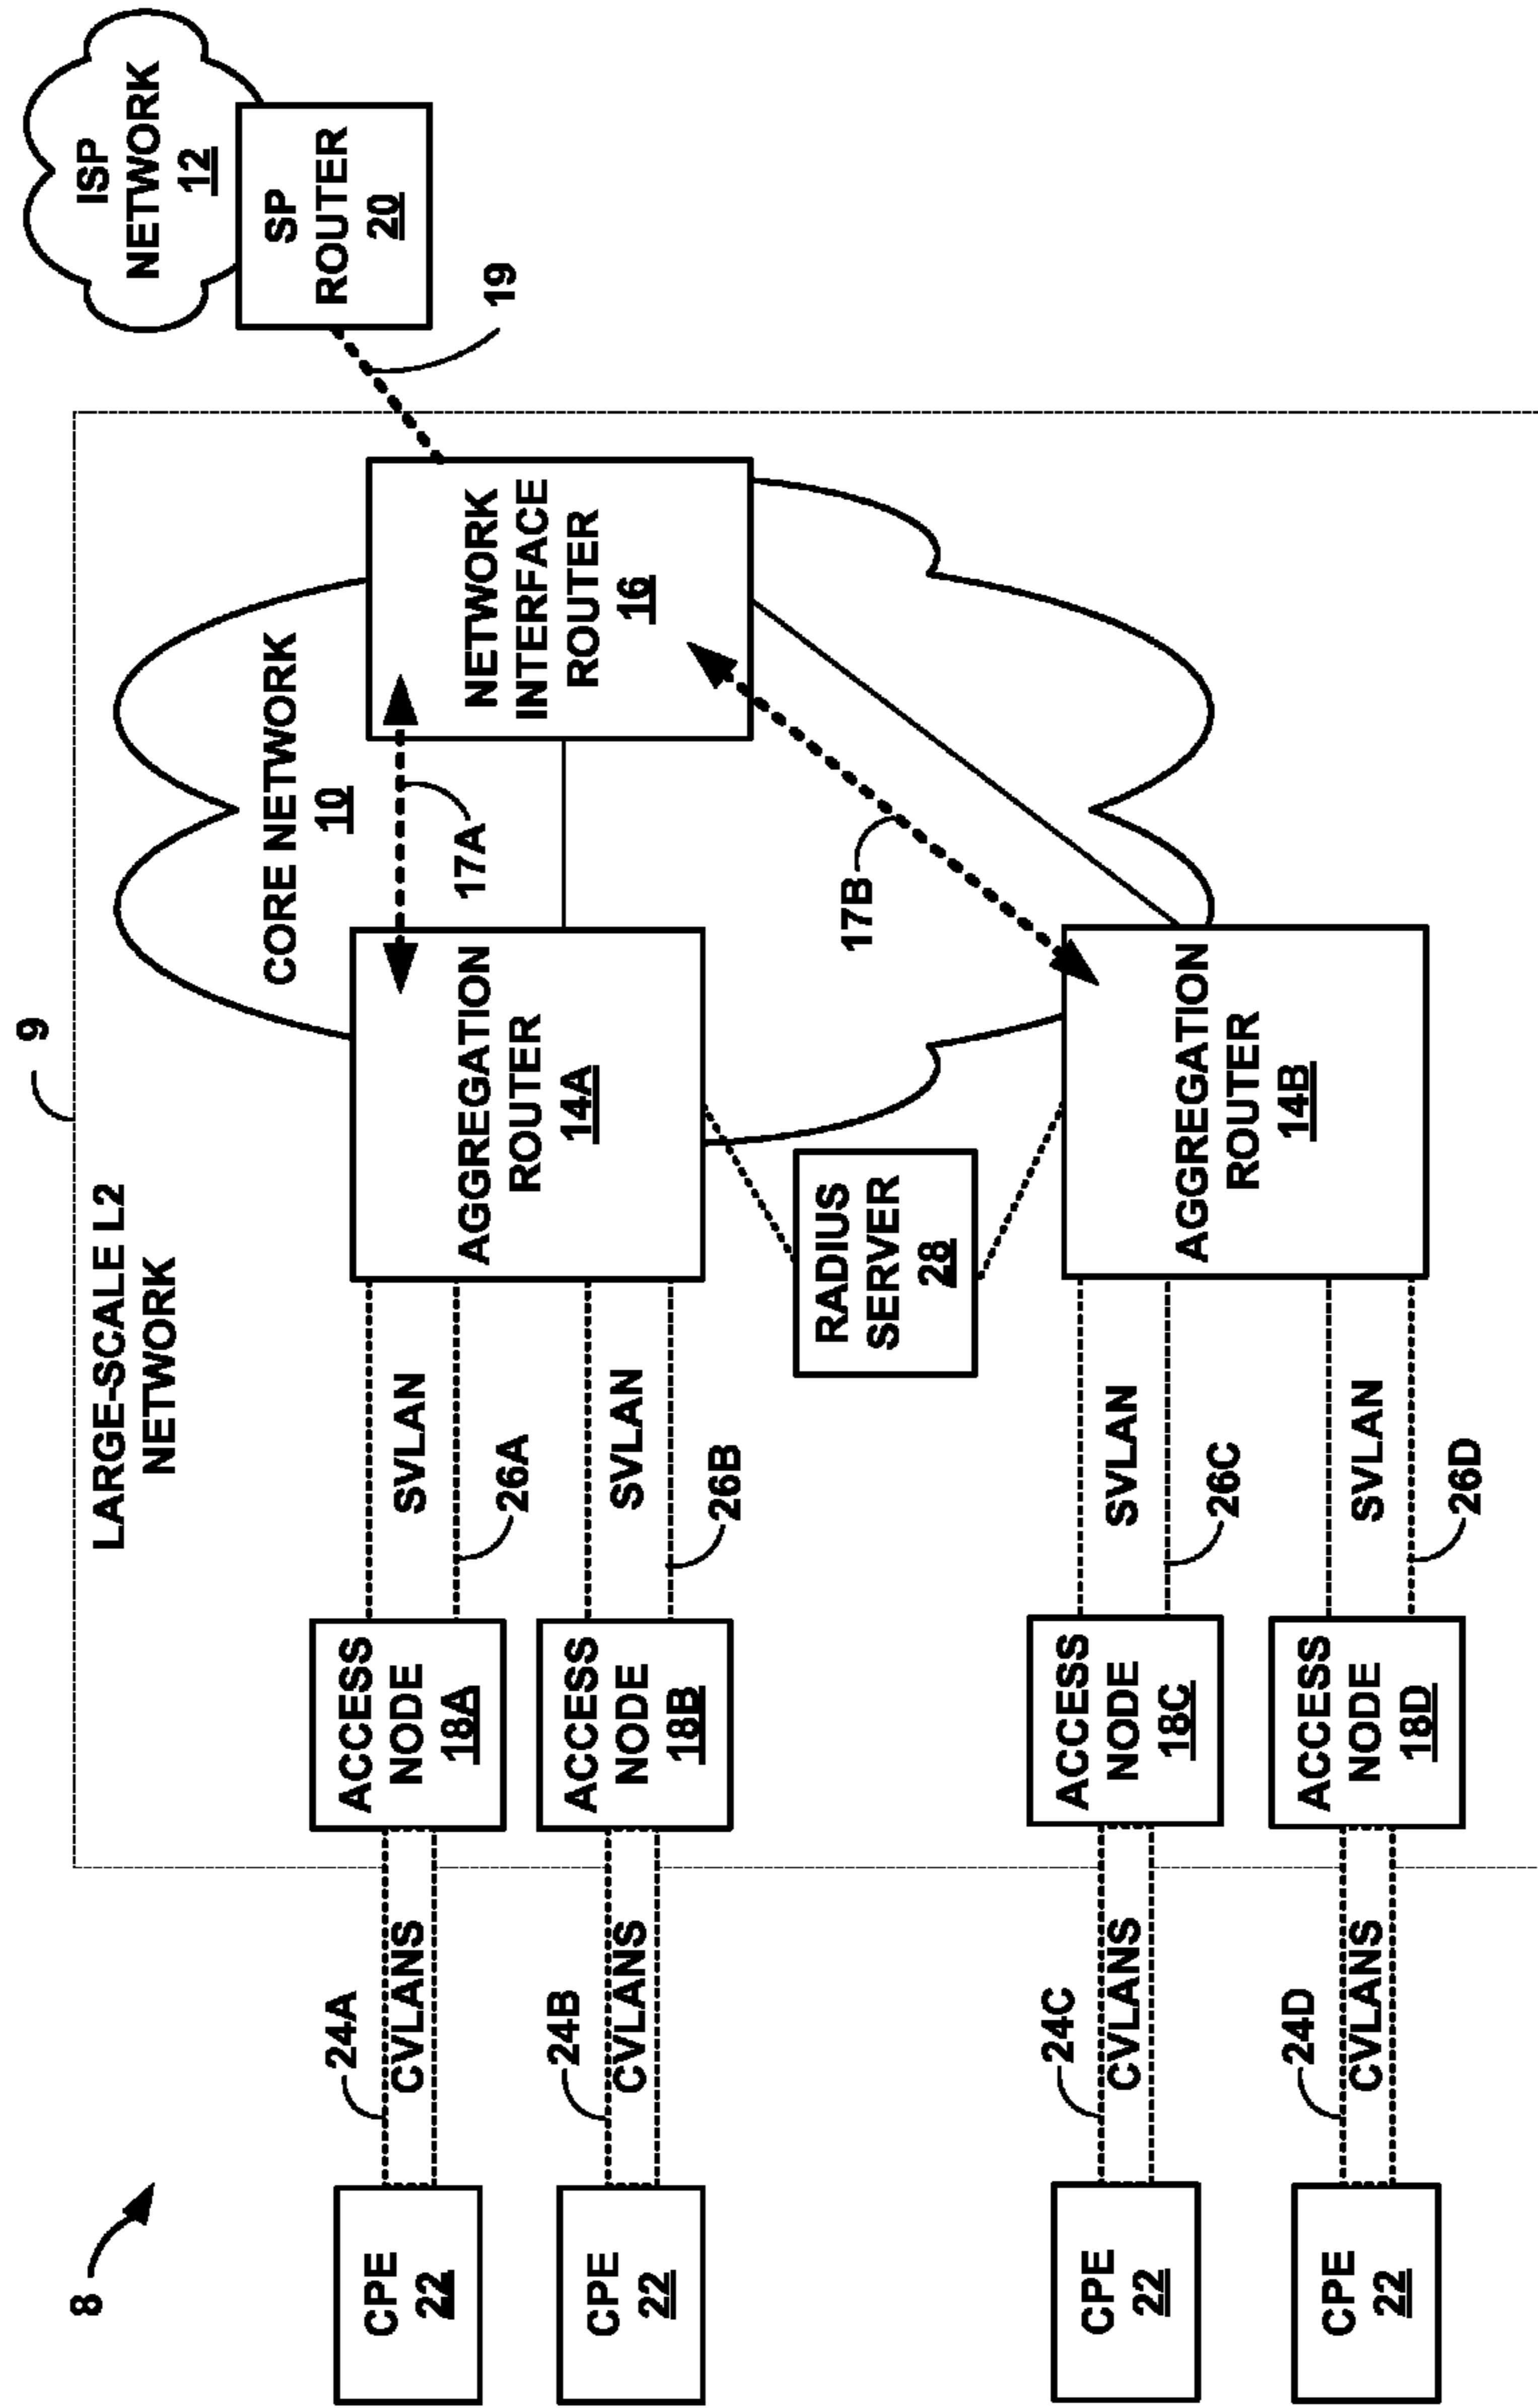 8
9
LARGE-SCALE L2
NETWORK
ISP
NETWORK
12
SP
ROUTER
20
19
CORE NETWORK
10
17A
NETWORK
INTERFACE
ROUTER
16
17B
AGGREGATION
ROUTER
14A
RADIUS
SERVER
28
AGGREGATION
ROUTER
14B
SVLAN
26A
SVLAN
26B
SVLAN
26C
SVLAN
26D
ACCESS
NODE
18A
ACCESS
NODE
18B
ACCESS
NODE
18C
ACCESS
NODE
18D
24A
CVLANS
24B
CVLANS
24C
CVLANS
24D
CVLANS
CPE
22
CPE
22
CPE
22
CPE
22